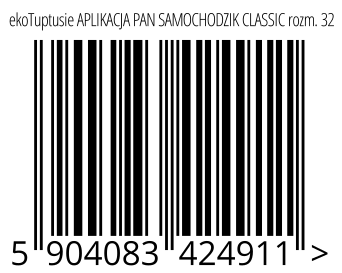 ekoTuptusie APLIKACJA PAN SAMOCHODZIK CLASSIC rozm. 32
5 904083 424911 >